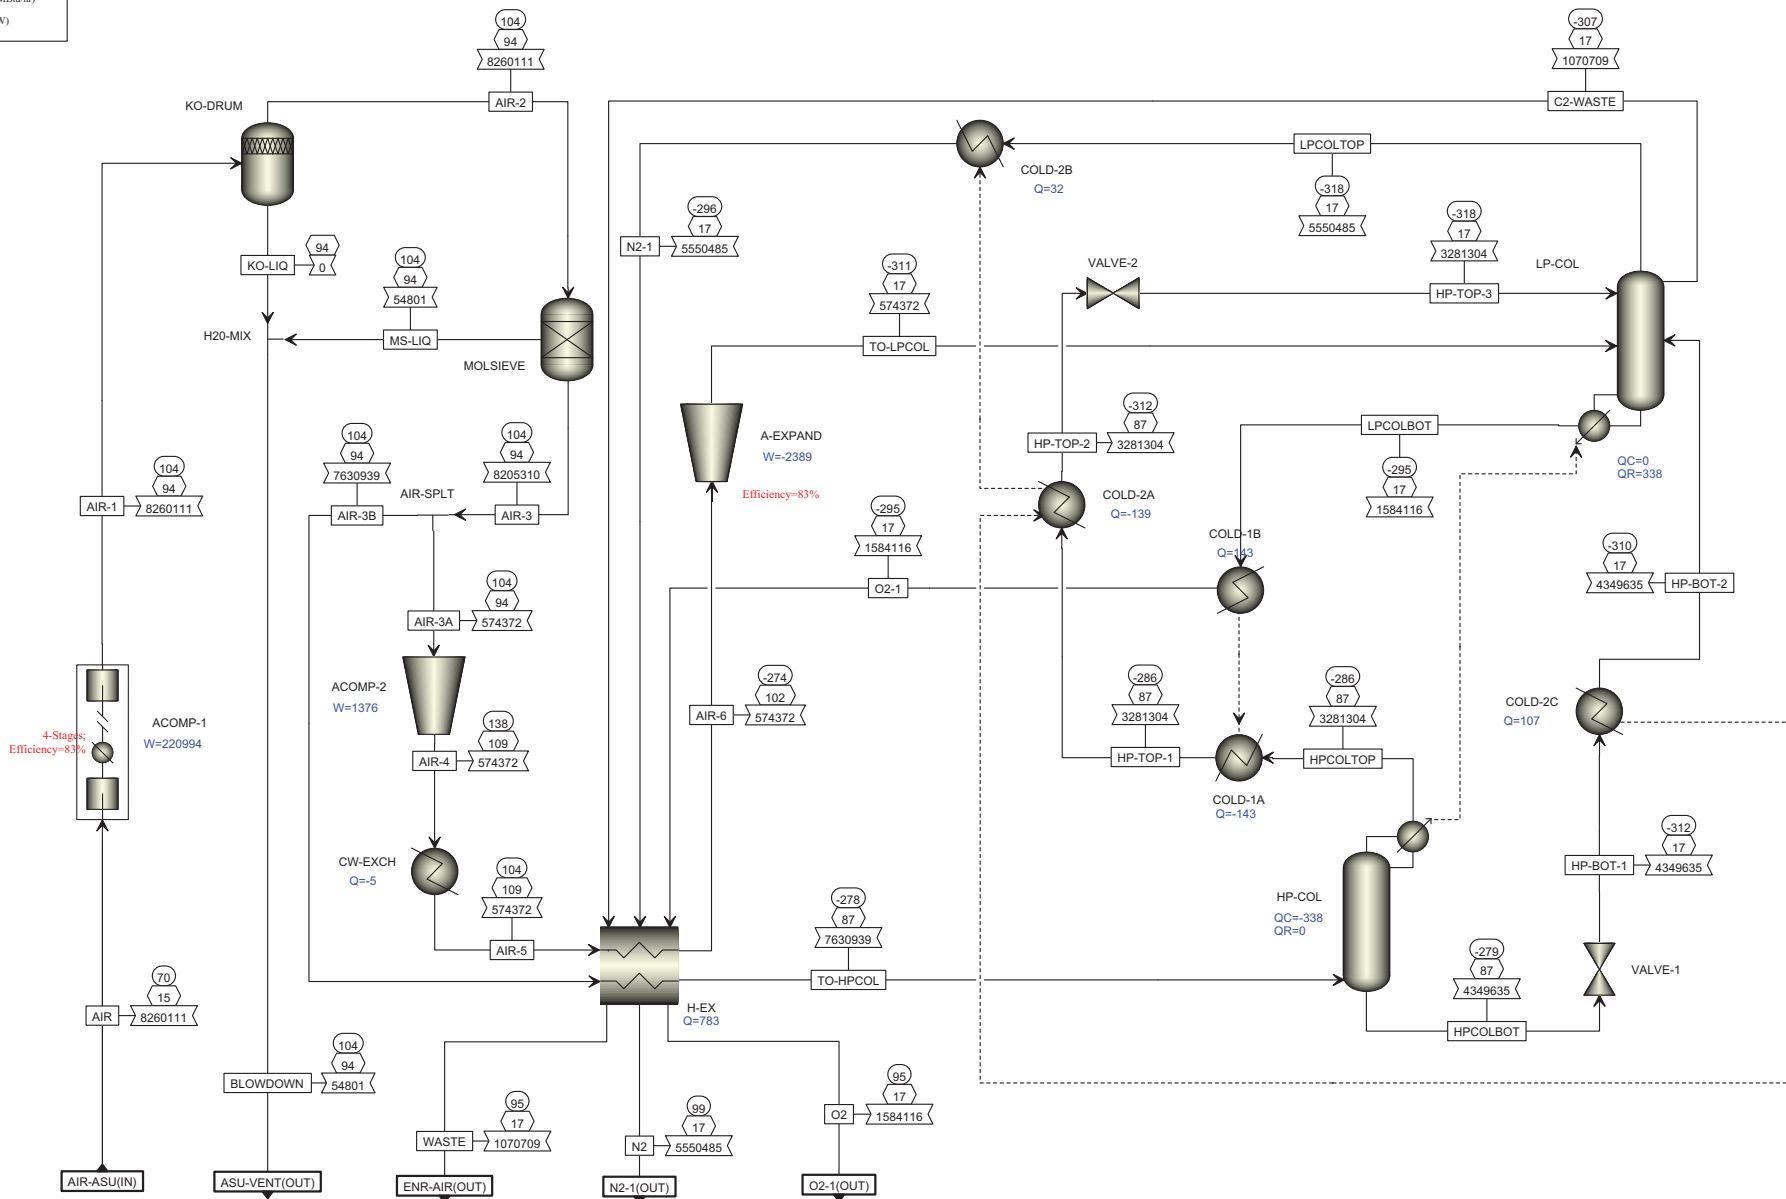 W)
104
94
8260111
AIR-2
KO-DRUM
-307
17
1070709
C2-WASTE
COLD-2B
Q=32
LPCOLTOP
-318
17
5550485
-296
17
N2-1
5550485
94
KO-LIQ
0
104
94
54801
MS-LIQ
H20-MIX
MOLSIEVE
-311
17
574372
TO-LPCOL
VALVE-2
-318
17
3281304
HP-TOP-3
LP-COL
104
94
7630939
AIR-3B
AIR-SPLT
104
94
8205310
AIR-3
A-EXPAND
W=-2389
Efficiency=83%
-312
87
HP-TOP-2
3281304
COLD-2A
Q=-139
LPCOLBOT
-295
17
1584116
QC=0
QR=338
104
94
AIR-1
8260111
-295
17
1584116
O2-1
COLD-1B
Q=143
-310
17
4349635
HP-BOT-2
104
94
AIR-3A
574372
ACOMP-2
W=1376
138
109
AIR-4
574372
-274
102
AIR-6
574372
-286
87
3281304
HP-TOP-1
-286
87
3281304
HPCOLTOP
COLD-2C
Q=107
4-Stages;
Efficiency=83%
ACOMP-1
W=220994
COLD-1A
Q=-143
-312
17
HP-BOT-1
4349635
CW-EXCH
Q=-5
104
109
574372
AIR-5
-278
87
7630939
TO-HPCOL
HP-COL
QC=-338
QR=0
-279
87
4349635
HPCOLBOT
VALVE-1
H-EX
Q=783
70
15
AIR
8260111
104
94
BLOWDOWN
54801
95
17
WASTE
1070709
99
17
N2
5550485
95
17
O2
1584116
AIR-ASU(IN)
ASU-VENT(OUT)
ENR-AIR(OUT)
N2-1(OUT)
O2-1(OUT)